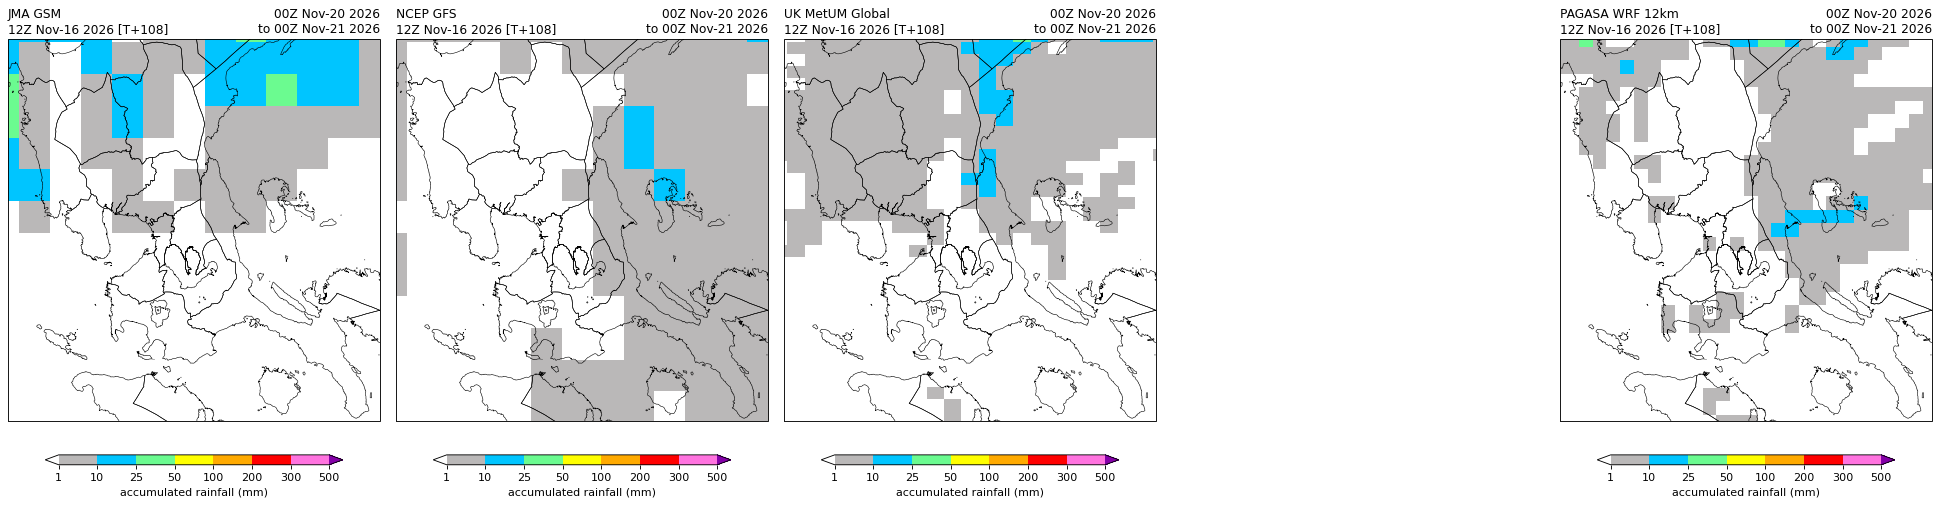 JMA GSM 00Z Nov-20 2026
12Z Nov-16 2026 [T+108] to 00Z Nov-21 2026
1 10 25 50 100 200 300 500
accumulated rainfall (mm)
NCEP GFS 00Z Nov-20 2026
12Z Nov-16 2026 [T+108] to 00Z Nov-21 2026
1 10 25 50 100 200 300 500
accumulated rainfall (mm)
UK MetUM Global 00Z Nov-20 2026
12Z Nov-16 2026 [T+108] to 00Z Nov-21 2026
1 10 25 50 100 200 300 500
accumulated rainfall (mm)
PAGASA WRF 12km 00Z Nov-20 2026
12Z Nov-16 2026 [T+108] to 00Z Nov-21 2026
1 10 25 50 100 200 300 500
accumulated rainfall (mm)